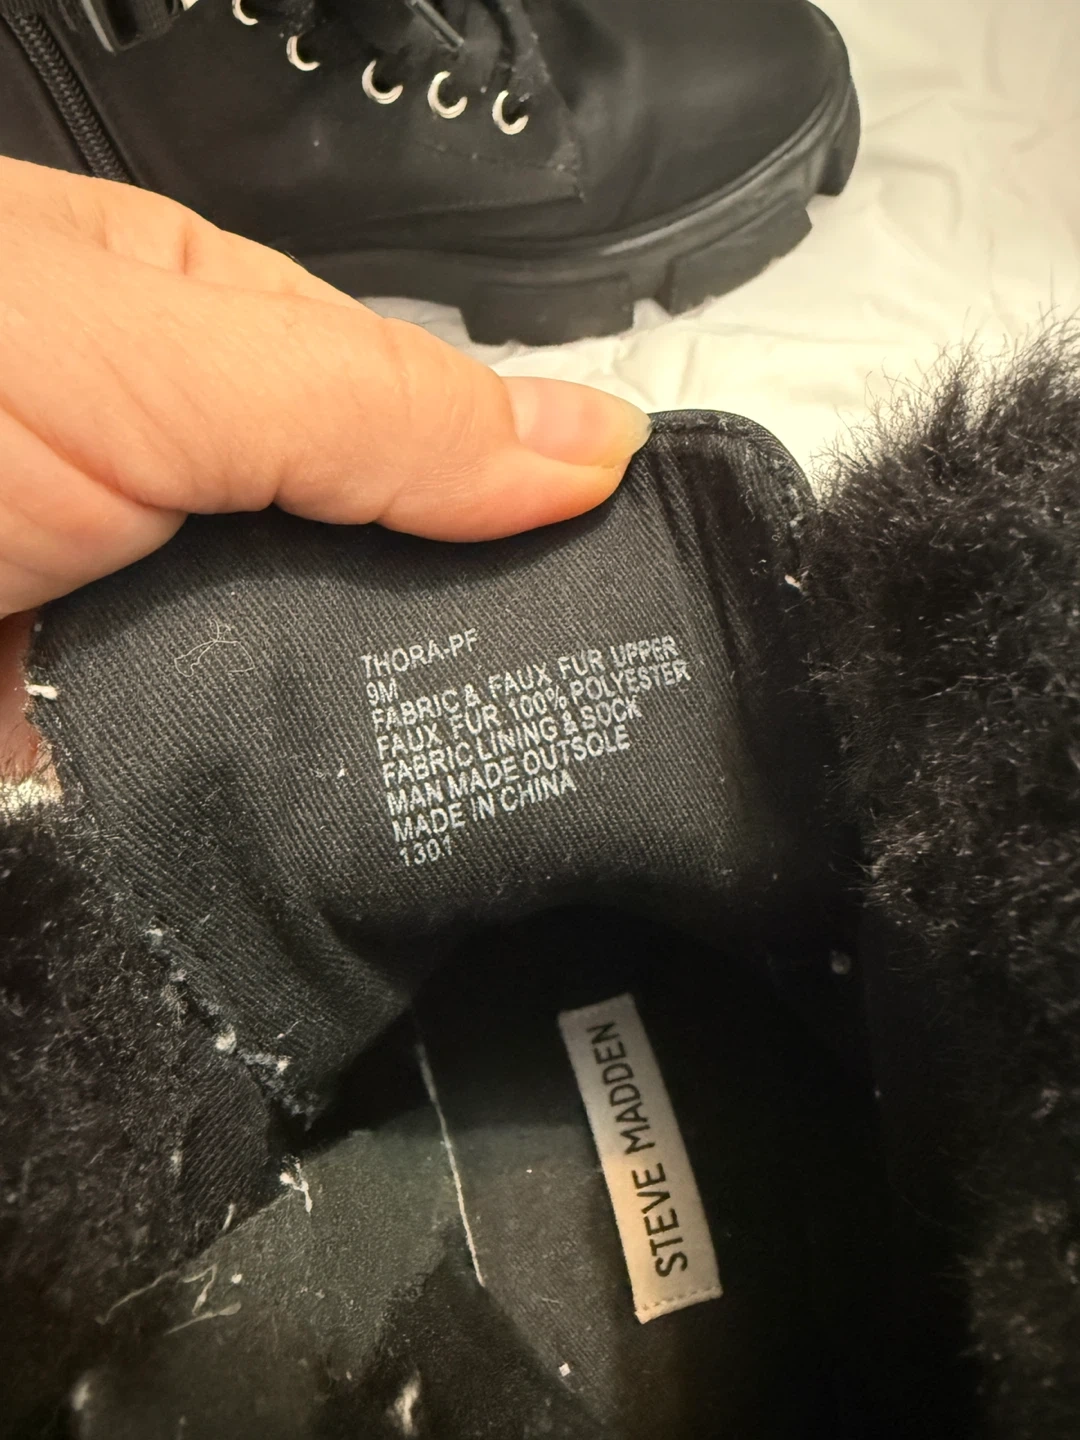 THORA-PF
9M
FABRIC & FAUX FUR UPPER
FAUX FUR 100% POLYESTER
FABRIC LINING & SOCK
MAN MADE OUTSOLE
MADE IN CHINA
1301
STEVE MADDEN